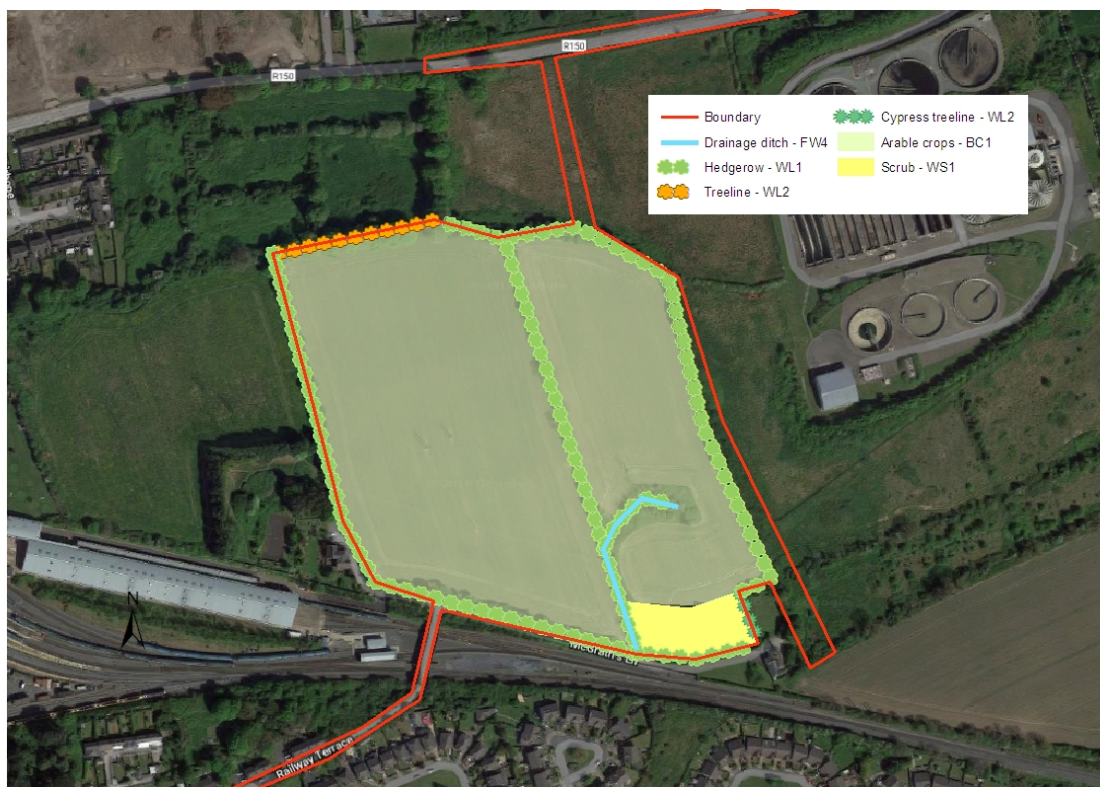 R150
R150
Boundary
Drainage ditch - FW4
Hedgerow - WL1
Treeline - WL2
Cypress treeline - WL2
Arable crops - BC1
Scrub - WS1
N
Railway Terrace